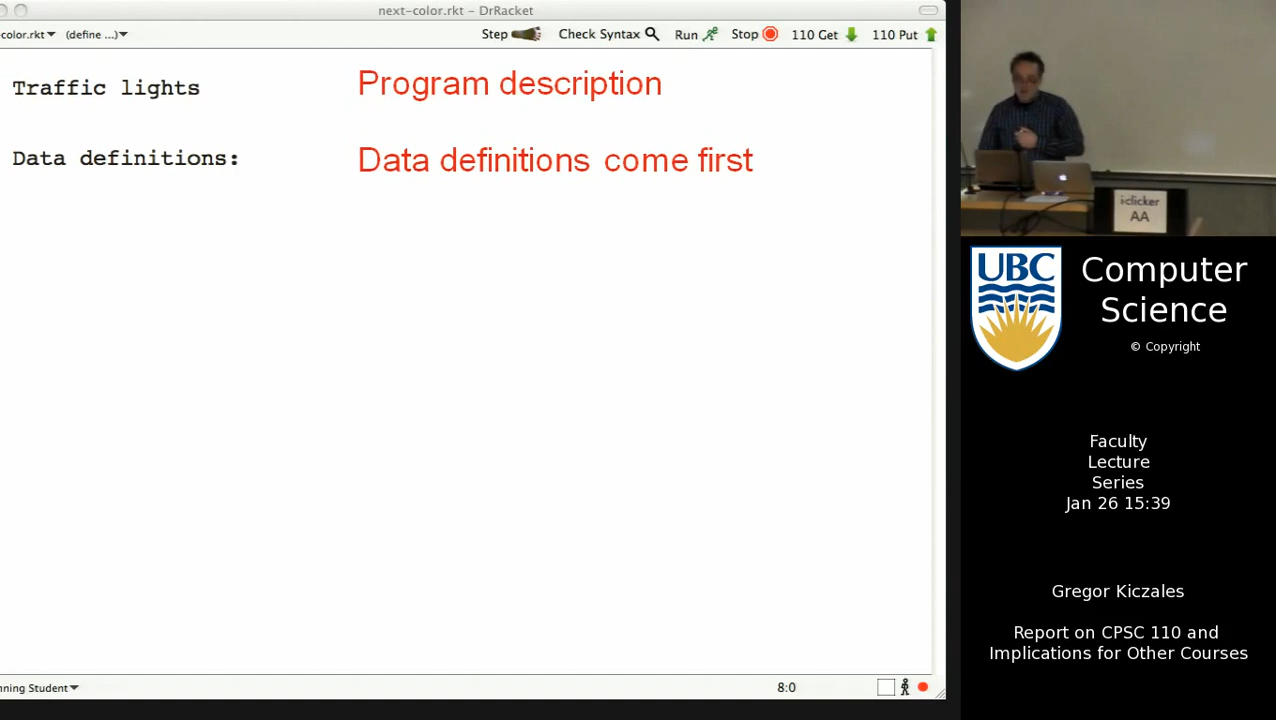 next-color.rkt - DrRacket
-color.rkt (define ...) Step Check Syntax Run Stop 110 Get 110 Put
Traffic lights Program description
Data definitions: Data definitions come first
ning Student 8:0
i-clicker
AA
UBC
Computer
Science
© Copyright
Faculty
Lecture
Series
Jan 26 15:39
Gregor Kiczales
Report on CPSC 110 and
Implications for Other Courses